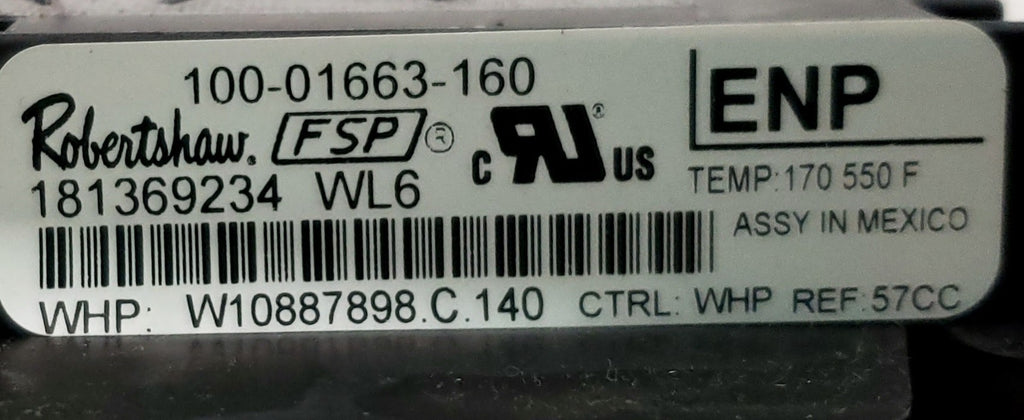 100-01663-160
Robertshaw. FSP ®
C RU ® US
ENP
181369234 WL6
TEMP:170 550 F
ASSY IN MEXICO
WHP: W10887898.C.140 CTRL: WHP REF:57CC